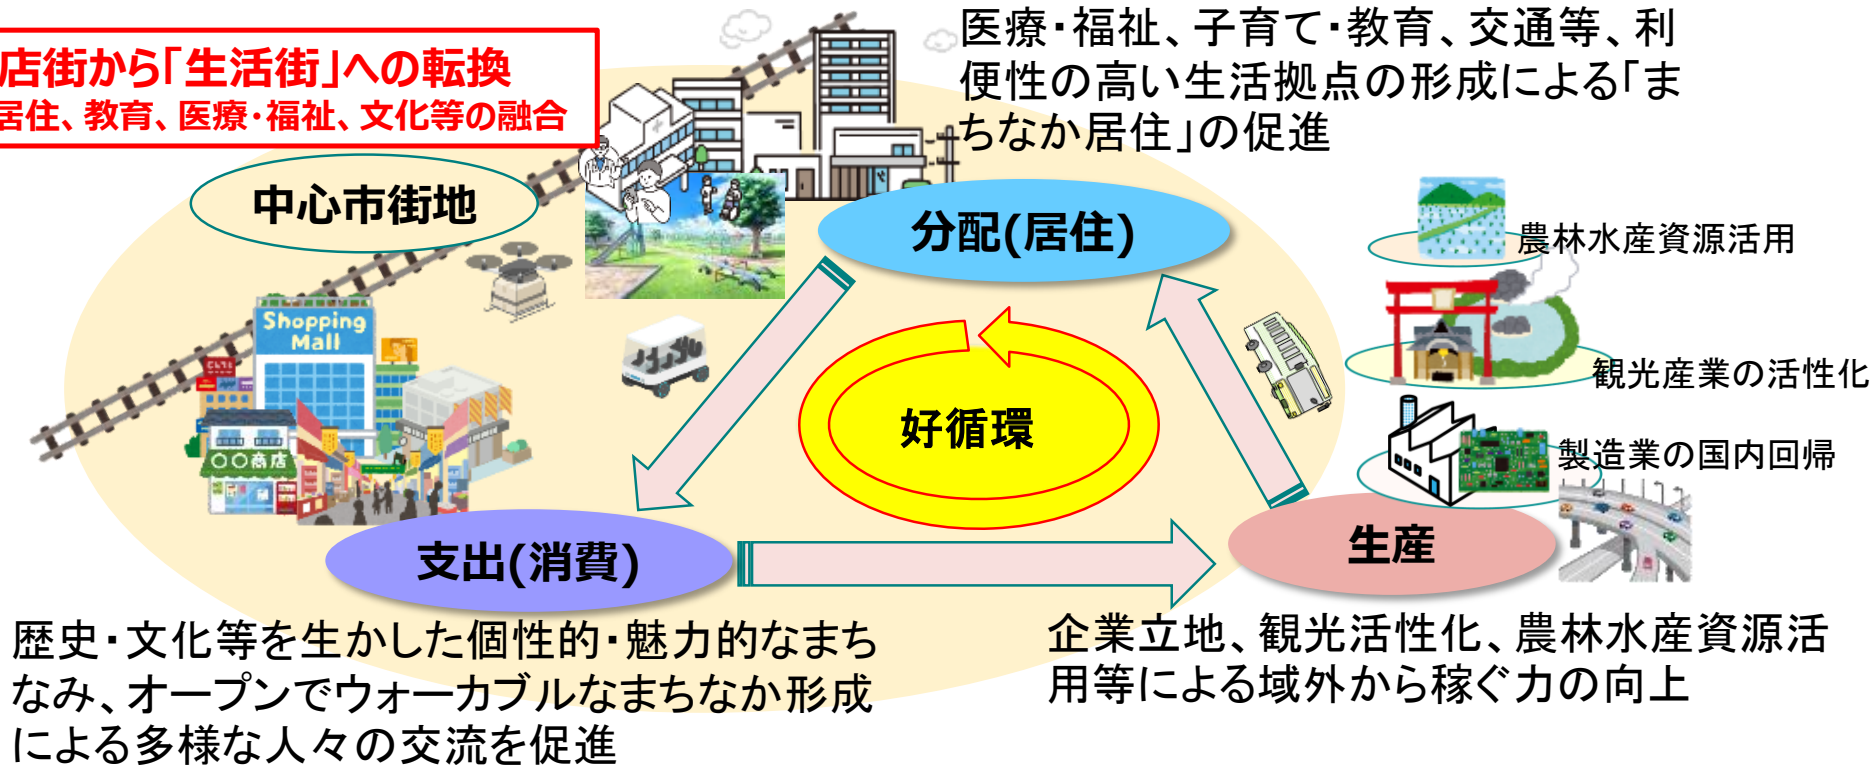 店街から「生活街」への転換
居住、教育、医療・福祉、文化等の融合
医療・福祉、子育て・教育、交通等、利
便性の高い生活拠点の形成による「ま
ちなか居住」の促進
中心市街地
分配(居住)
農林水産資源活用
Shopping
Mall
観光産業の活性化
好循環
製造業の国内回帰
〇〇商店
支出(消費)
生産
歴史・文化等を生かした個性的・魅力的なまち
なみ、オープンでウォーカブルなまちなか形成
による多様な人々の交流を促進
企業立地、観光活性化、農林水産資源活
用等による域外から稼ぐ力の向上